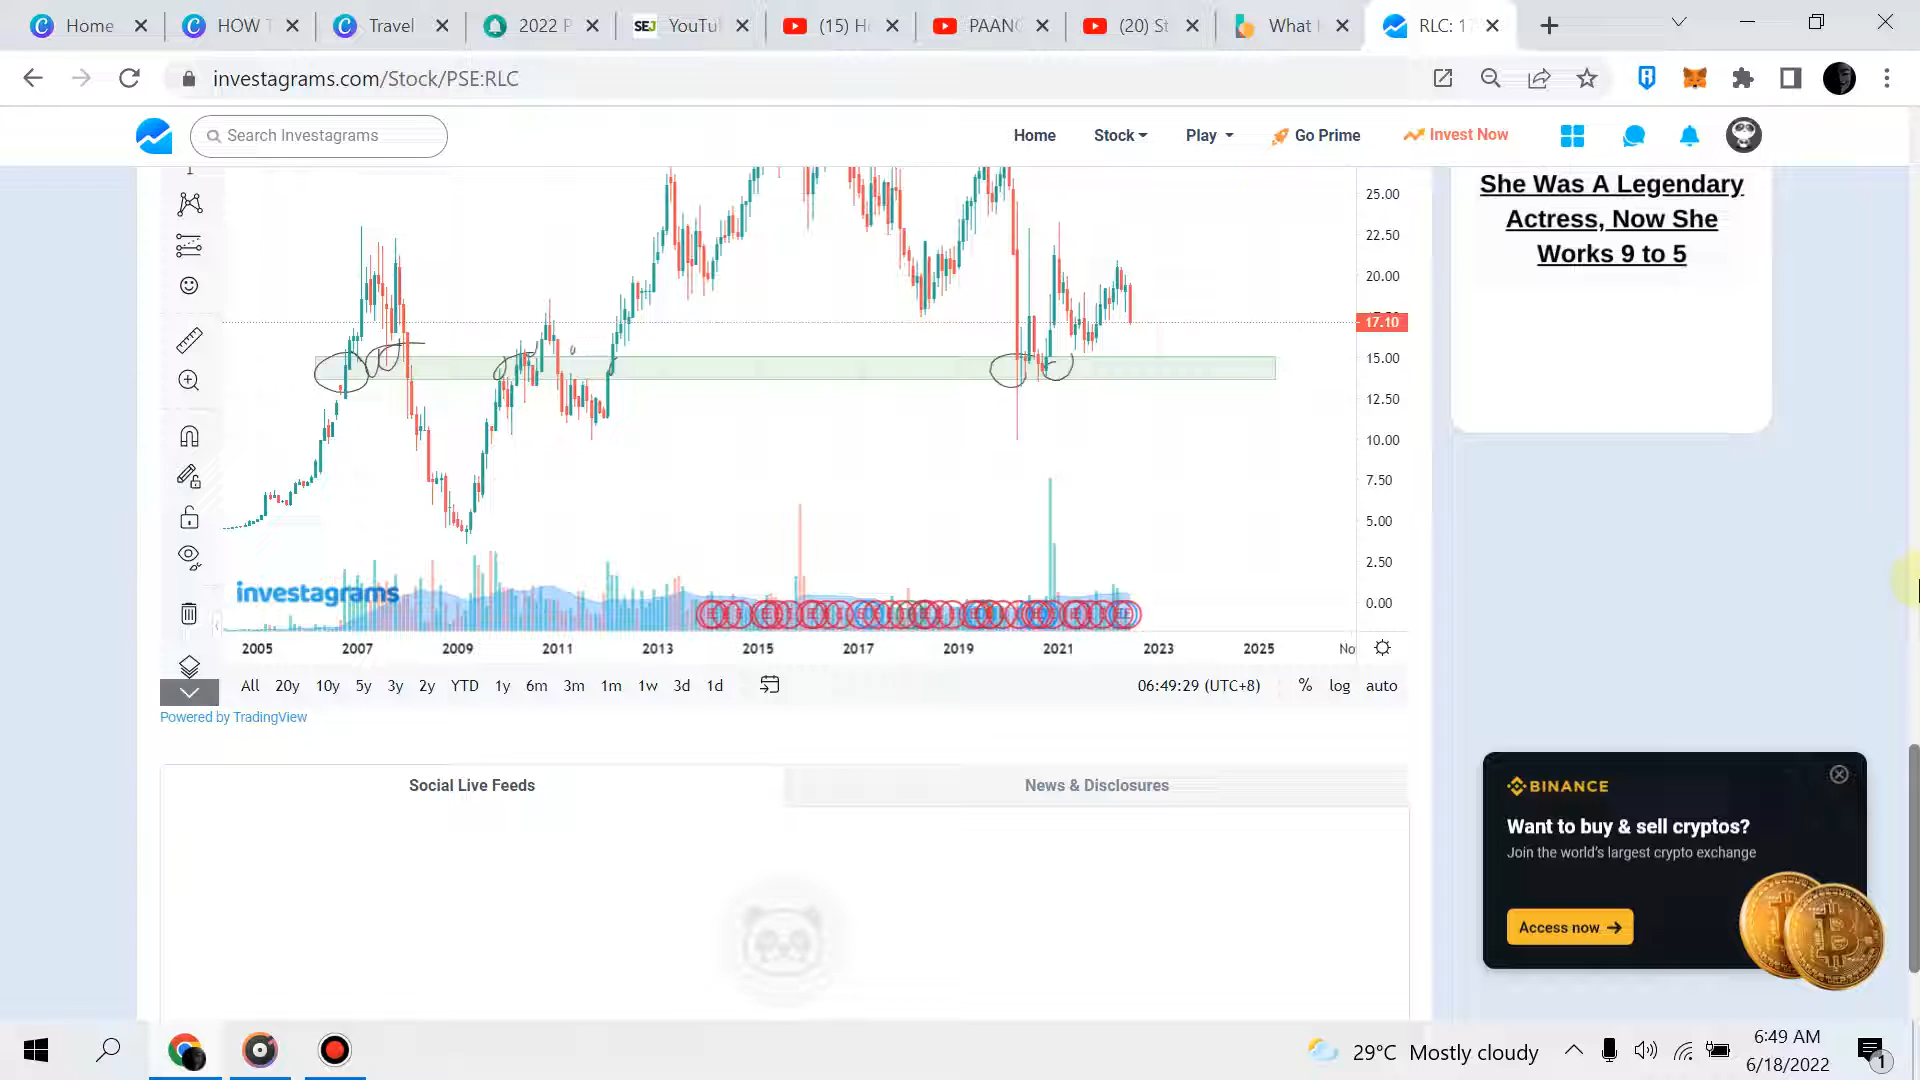 Home
HOW T
Travel
2022 P
SEJ YouTu
(15) H
PAANO
(20) St
What I
RLC: 17
investagrams.com/Stock/PSE:RLC
Search Investagrams
Home
Stock
Play
Go Prime
Invest Now
She Was A Legendary
Actress, Now She
Works 9 to 5
25.00
22.50
20.00
17.10
15.00
12.50
10.00
7.50
5.00
2.50
0.00
investagrams
2005 2007 2009 2011 2013 2015 2017 2019 2021 2023 2025 No
All 20y 10y 5y 3y 2y YTD 1y 6m 3m 1m 1w 3d 1d
06:49:29 (UTC+8) % log auto
Powered by TradingView
Social Live Feeds
News & Disclosures
BINANCE
Want to buy & sell cryptos?
Join the world's largest crypto exchange
Access now
29°C Mostly cloudy
6:49 AM
6/18/2022
1